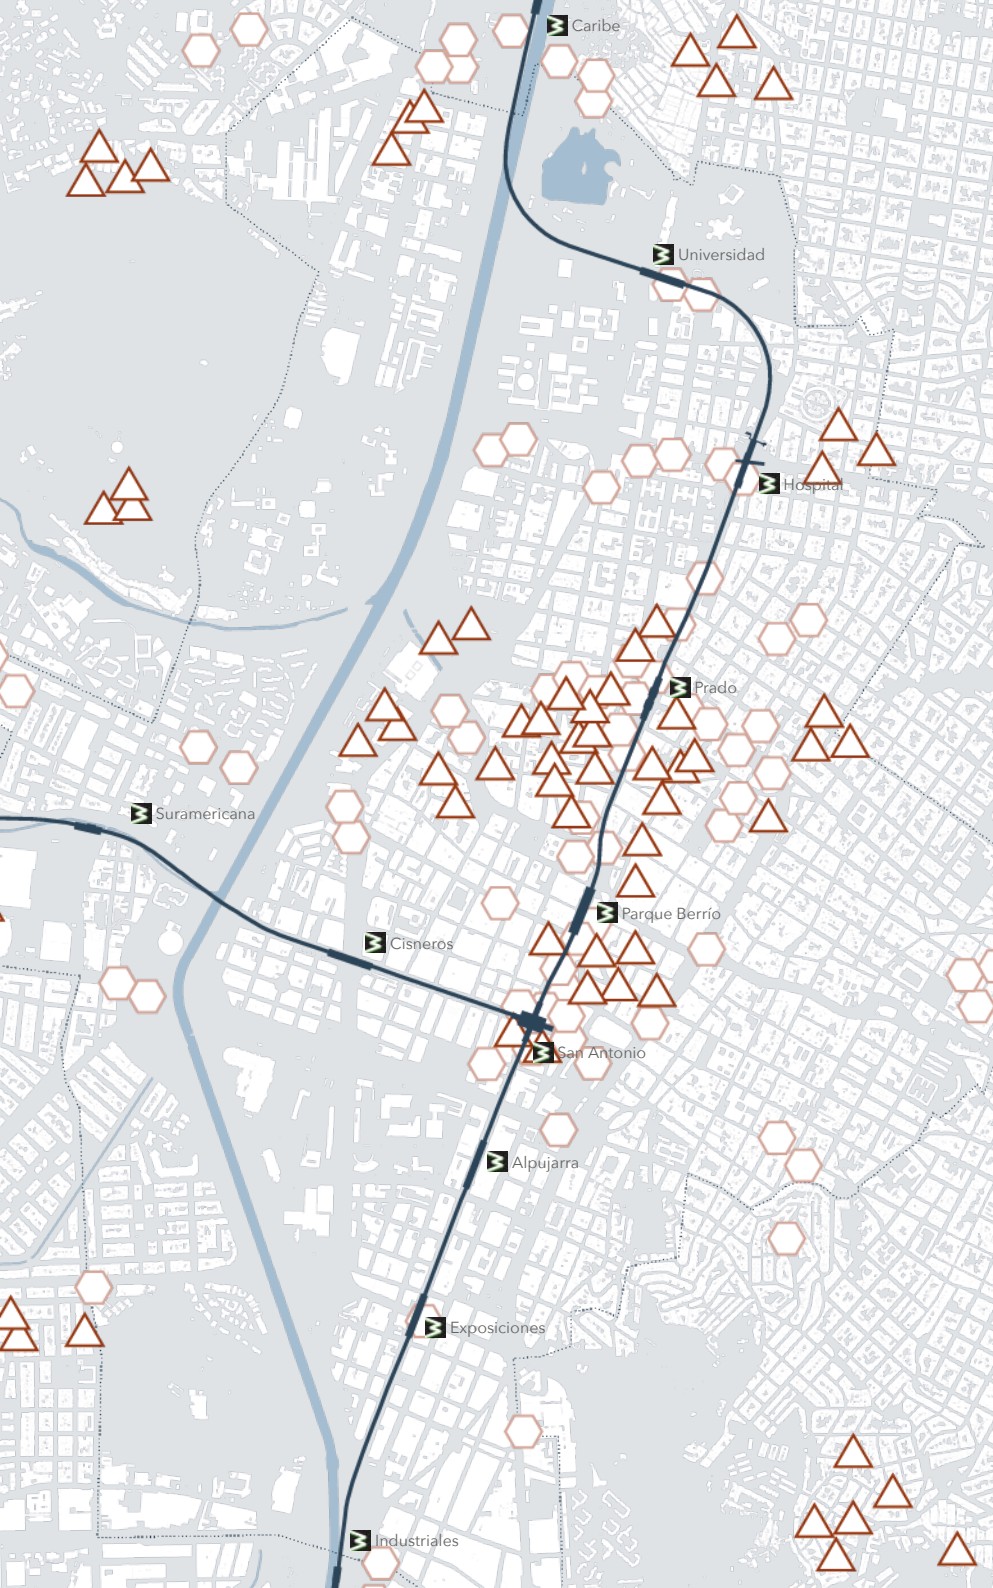 Caribe
Universidad
Hospital
Prado
Suramericana
Parque Berrío
Cisneros
San Antonio
Alpujarra
Exposiciones
Industriales